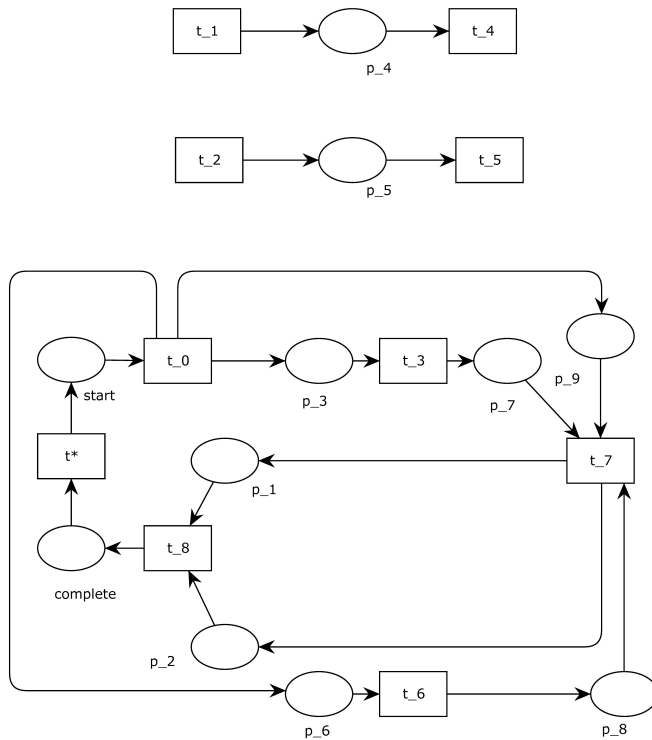 t_1
t_4
p_4
t_2
t_5
p_5
t_0
t_3
start
p_3
p_7
p_9
t*
t_7
p_1
t_8
complete
p_2
t_6
p_6
p_8